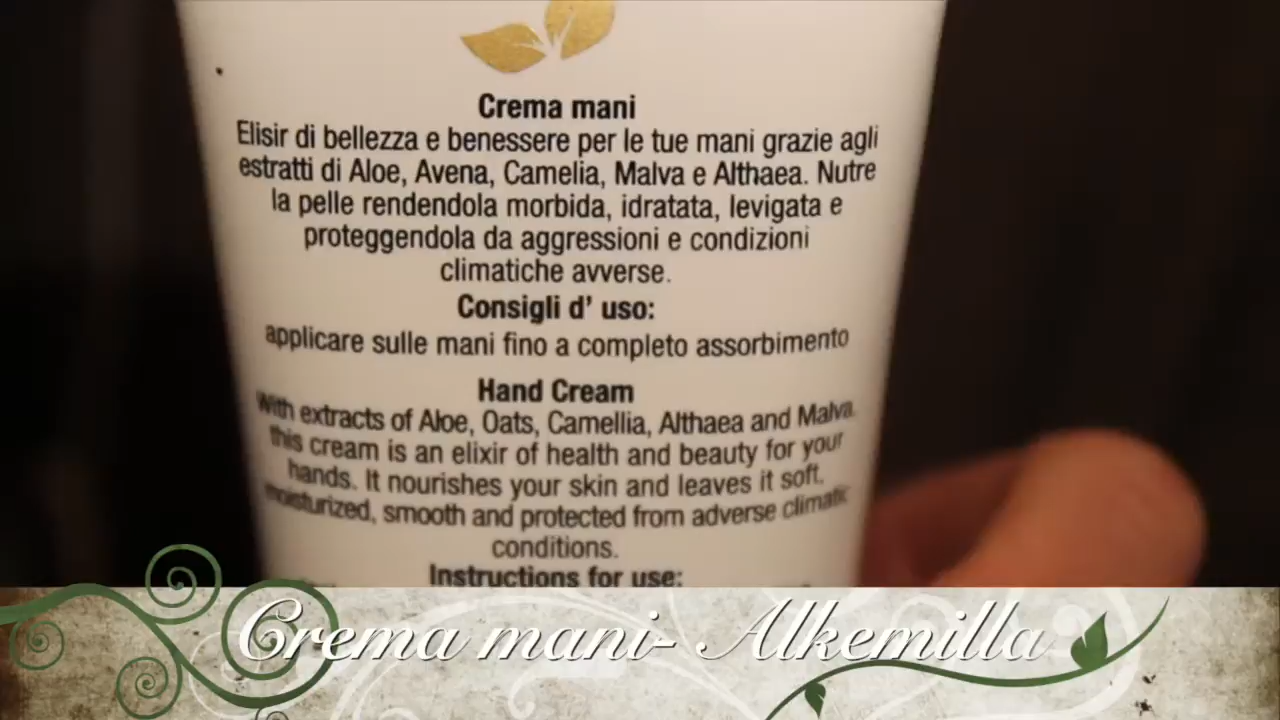 Crema mani
Elisir di bellezza e benessere per le tue mani grazie agli
estratti di Aloe, Avena, Camelia, Malva e Althaea. Nutre
la pelle rendendola morbida, idratata, levigata e
proteggendola da aggressioni e condizioni
climatiche avverse.
Consigli d' uso:
applicare sulle mani fino a completo assorbimento
Hand Cream
With extracts of Aloe, Oats, Camellia, Althaea and Malva
this cream is an elixir of health and beauty for your
hands. It nourishes your skin and leaves it soft,
moisturized, smooth and protected from adverse climatic
conditions.
Instructions for use:
Crema mani- Alkemilla